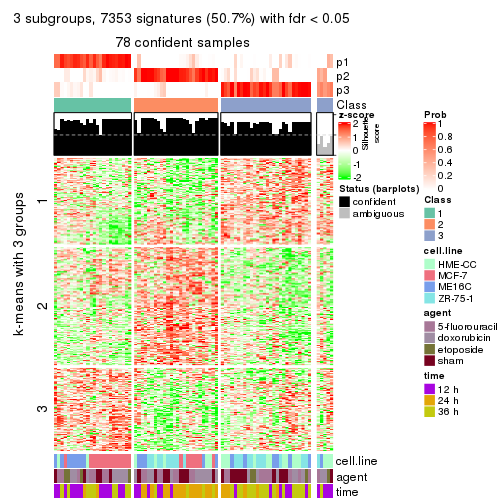 3 subgroups, 7353 signatures (50.7%) with fdr < 0.05
78 confident samples
p1
p2
p3
Class
Silhouette score
k-means with 3 groups
1
2
3
cell.line
agent
time
z-score
2
1
0
-1
-2
Status (barplots)
confident
ambiguous
Prob
1
0.8
0.6
0.4
0.2
0
Class
1
2
3
cell.line
HME-CC
MCF-7
ME16C
ZR-75-1
agent
5-fluorouracil
doxorubicin
etoposide
sham
time
12 h
24 h
36 h